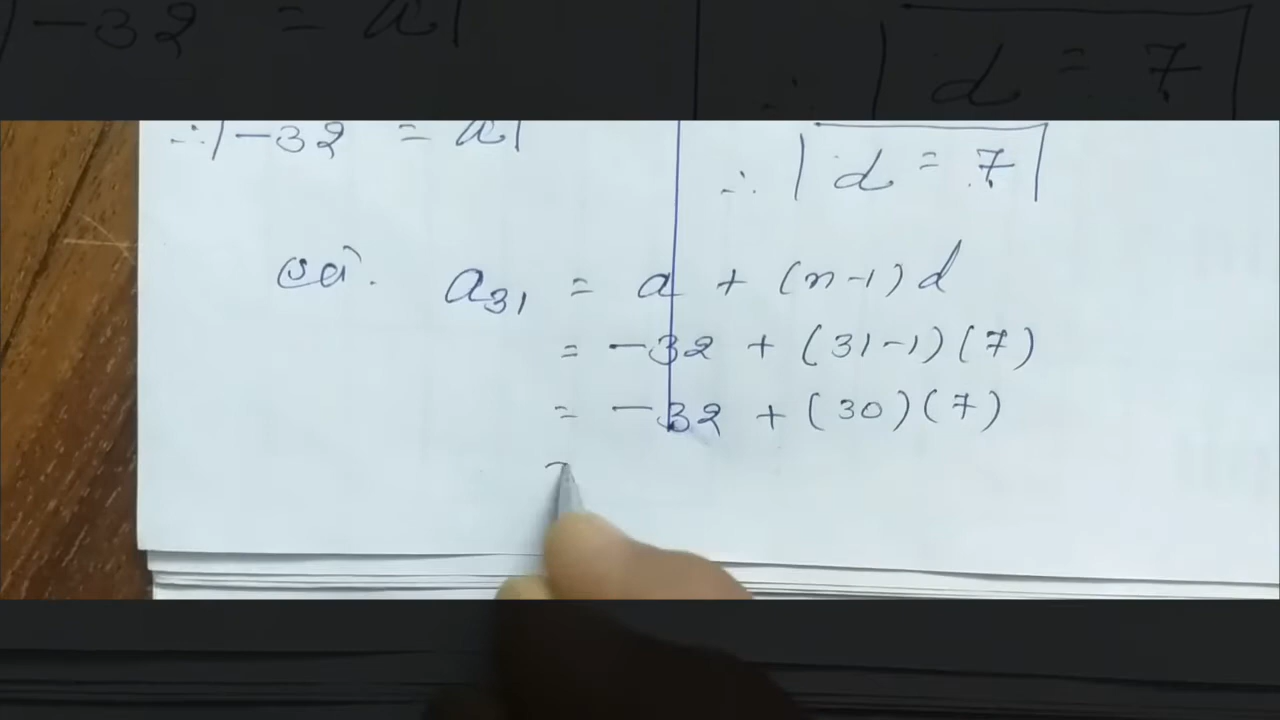 ∴ -32 = a
∴ d = 7
a₃₁ = a + (n-1)d
= -32 + (31-1)(7)
= -32 + (30)(7)